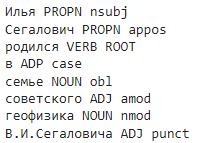 Илья PROPN nsubj
Сегалович PROPN appos
родился VERB ROOT
в ADP case
семье NOUN obl
советского ADJ amod
геофизика NOUN nmod
В.И.Сегаловича ADJ punct